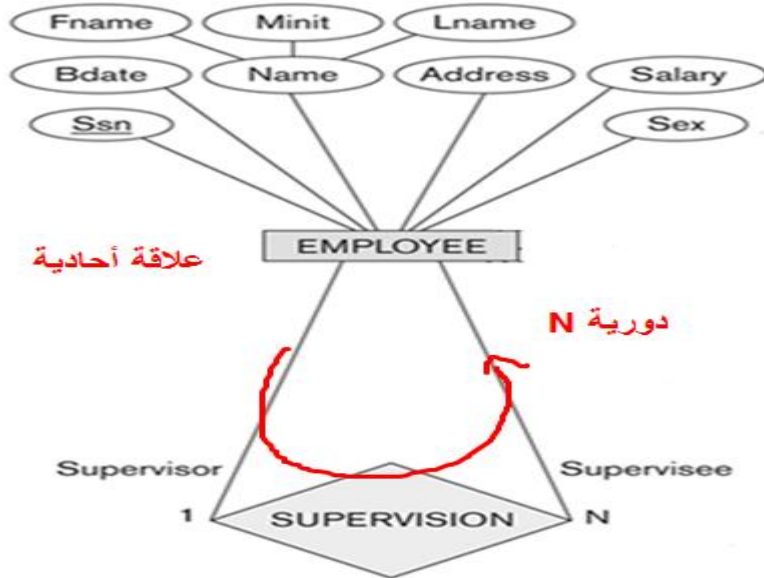 Fname Minit Lname
Bdate Name Address Salary
Ssn Sex
EMPLOYEE
علاقة أحادية
دورية N
Supervisor Supervisee
1 SUPERVISION N